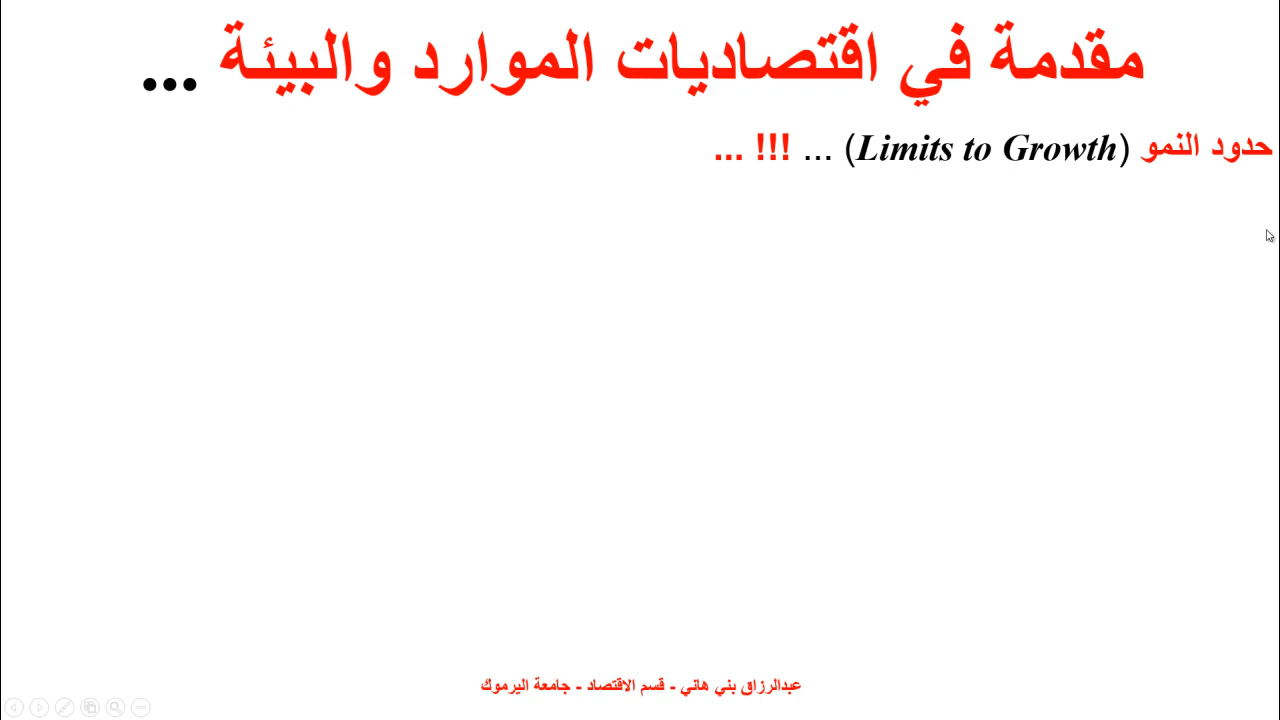 مقدمة في اقتصاديات الموارد والبيئة ...
حدود النمو (Limits to Growth) ... !!! ...
عبدالرزاق بني هاني - قسم الاقتصاد - جامعة اليرموك